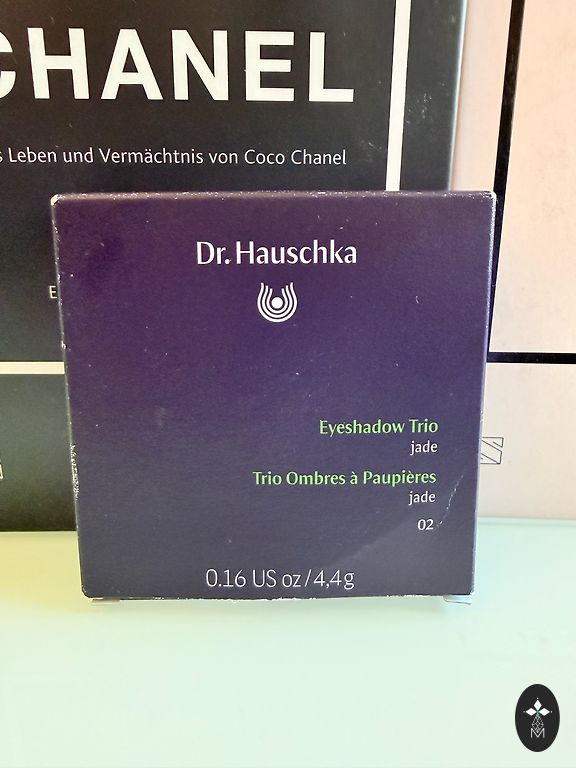 CHANEL
Leben und Vermächtnis von Coco Chanel
E
Dr. Hauschka
Eyeshadow Trio
jade
Trio Ombres à Paupières
jade
02
0.16 US oz/4,4g
M